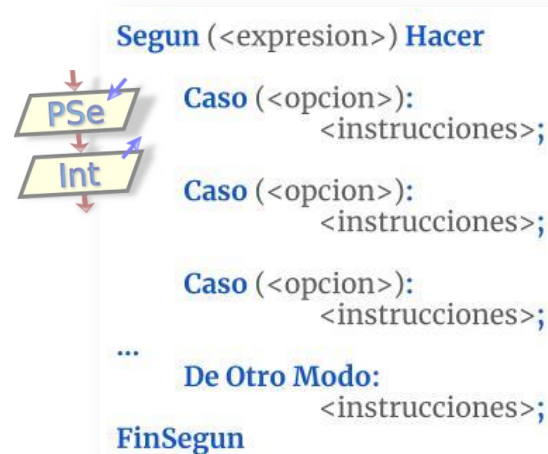 Segun (<expresion>) Hacer
PSe
Int
Caso (<opcion>):
<instrucciones>;
Caso (<opcion>):
<instrucciones>;
Caso (<opcion>):
<instrucciones>;
...
De Otro Modo:
<instrucciones>;
FinSegun